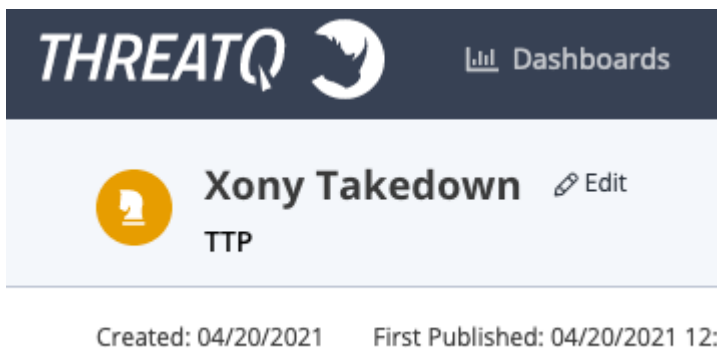 THREATQ
Dashboards
Xony Takedown Edit
TTP
Created: 04/20/2021 First Published: 04/20/2021 12: